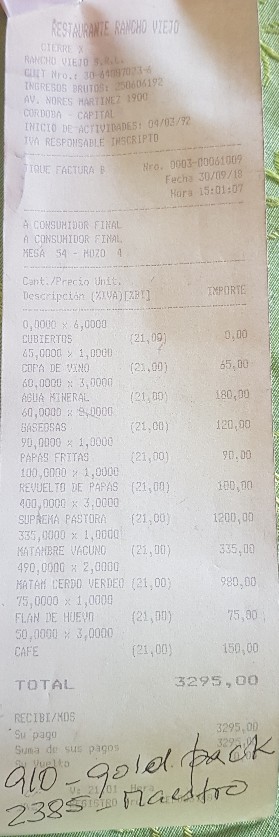 RESTAURANTE RANCHO VIEJO
CIERRE Z
RANCHO VIEJO S.R.L.
CUIT Nro.: 30-64087023-6
INGRESOS BRUTOS: 200606192
AV. NORES MARTINEZ 1900
CORDOBA - CAPITAL
INICIO DE ACTIVIDADES: 04/03/92
IVA RESPONSABLE INSCRIPTO
TIQUE FACTURA B Nro. 0003-00061009
Fecha 30/09/18
Hora 15:01:07
A CONSUMIDOR FINAL
A CONSUMIDOR FINAL
MESA 54 - MOZO 4
Cant./Precio Unit.
Descripción (%IVA)[%BI] IMPORTE
0,0000 x 6,0000
CUBIERTOS (21,00) 0,00
65,0000 x 1,0000
COPA DE VINO (21,00) 65,00
60,0000 x 3,0000
AGUA MINERAL (21,00) 180,00
60,0000 x 2,0000
GASEOSAS (21,00) 120,00
90,0000 x 1,0000
PAPAS FRITAS (21,00) 90,00
100,0000 x 1,0000
REVUELTO DE PAPAS (21,00) 100,00
400,0000 x 3,0000
SUPREMA PASTORA (21,00) 1200,00
335,0000 x 1,0000
MATAMBRE VACUNO (21,00) 335,00
490,0000 x 2,0000
MATAM CERDO VERDEO (21,00) 980,00
75,0000 x 1,0000
FLAN DE HUEVO (21,00) 75,00
50,0000 x 3,0000
CAFE (21,00) 150,00
TOTAL 3295,00
RECIBI/MOS
Su pago 3295,00
Suma de sus pagos 3295,00
Su Vuelto
910 - gold.pack
2385 Maestro